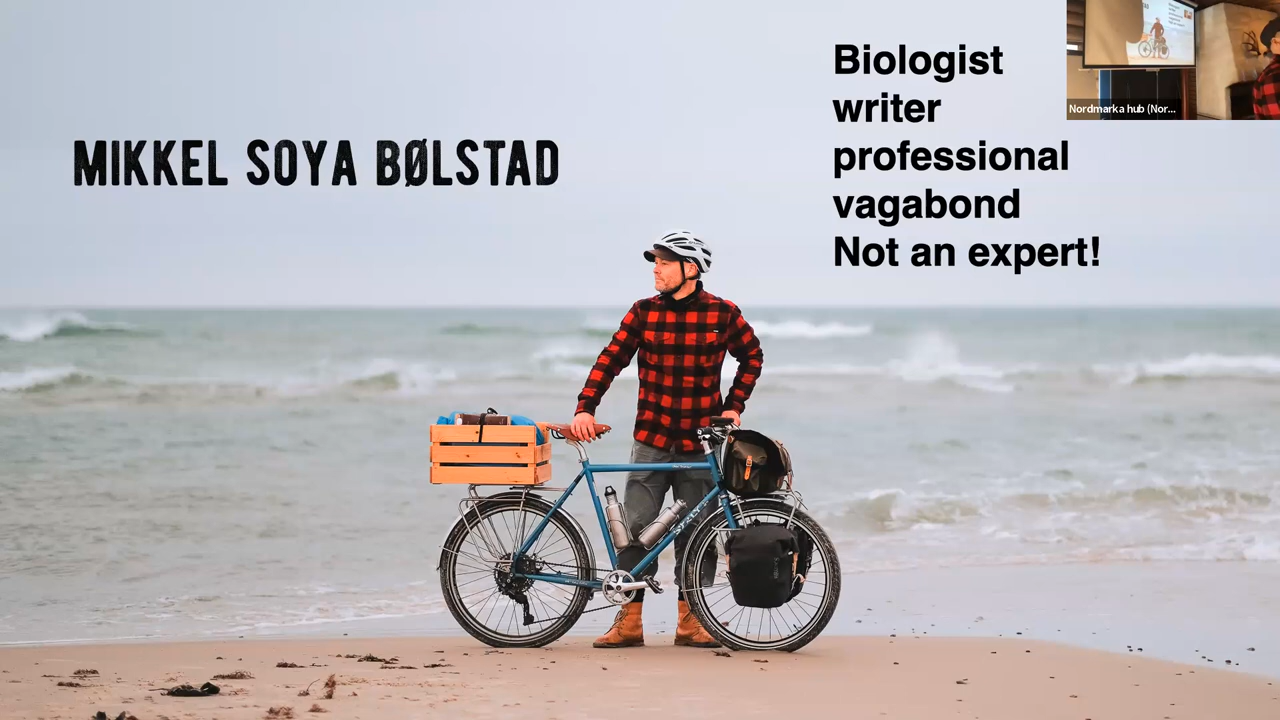 MIKKEL SOYA BØLSTAD
Biologist
writer
professional
vagabond
Not an expert!
Nordmarka hub (Nor...